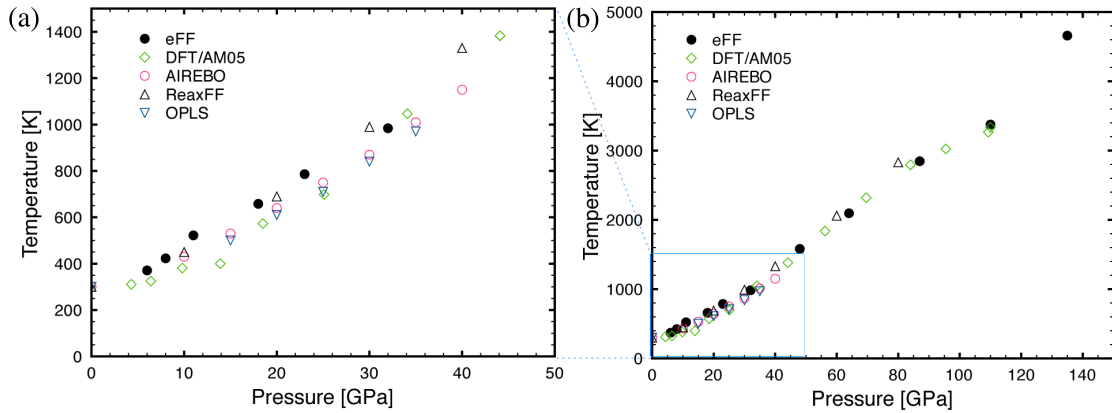 (a)
1400
1200
1000
800
600
400
200
0
Temperature [K]
eFF
DFT/AM05
AIREBO
ReaxFF
OPLS
0 10 20 30 40 50
Pressure [GPa]
(b)
5000
4000
3000
2000
1000
0
Temperature [K]
eFF
DFT/AM05
AIREBO
ReaxFF
OPLS
0 20 40 60 80 100 120 140
Pressure [GPa]